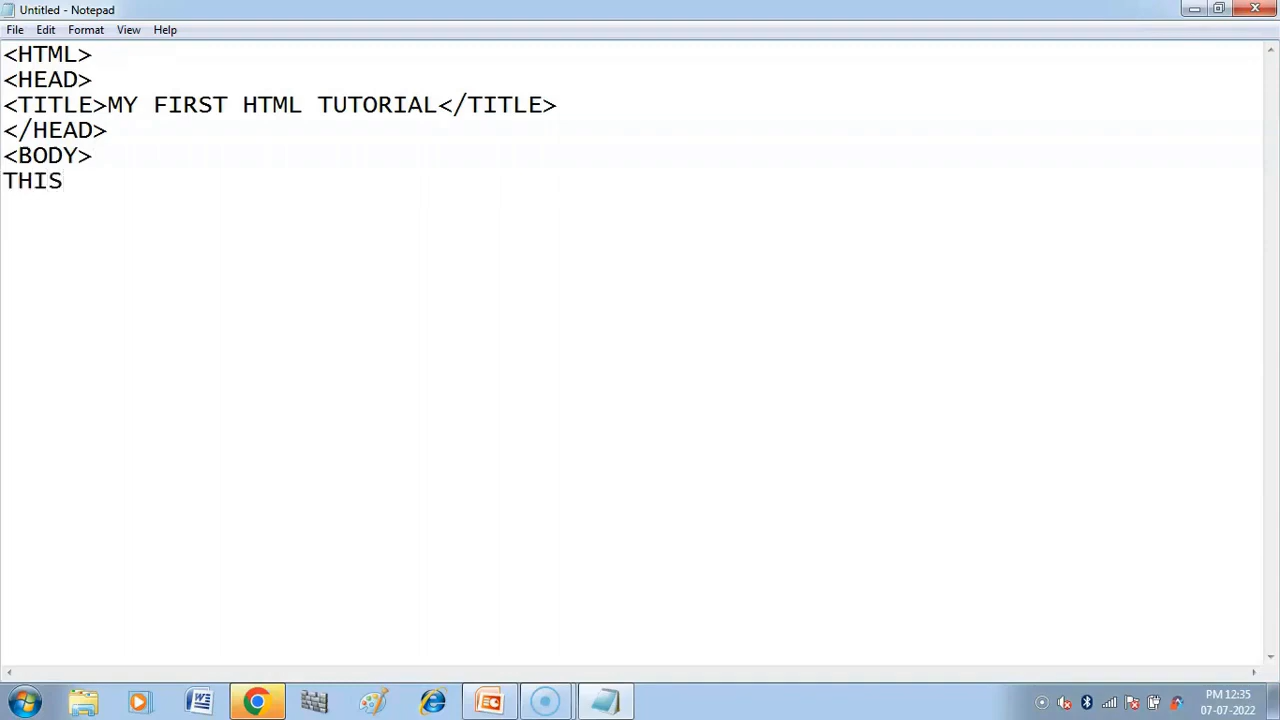 Untitled - Notepad
File Edit Format View Help
<HTML>
<HEAD>
<TITLE>MY FIRST HTML TUTORIAL</TITLE>
</HEAD>
<BODY>
THIS
PM 12:35
07-07-2022